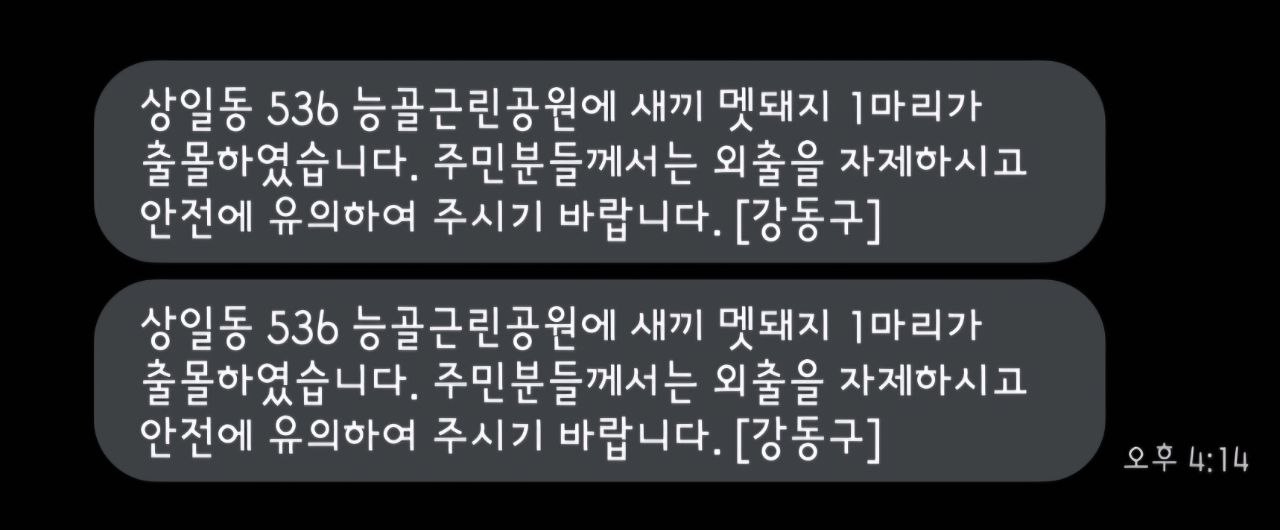 상일동 536 능골근린공원에 새끼 멧돼지 1마리가
출몰하였습니다. 주민분들께서는 외출을 자제하시고
안전에 유의하여 주시기 바랍니다. [강동구]
상일동 536 능골근린공원에 새끼 멧돼지 1마리가
출몰하였습니다. 주민분들께서는 외출을 자제하시고
안전에 유의하여 주시기 바랍니다. [강동구]
오후 4:14